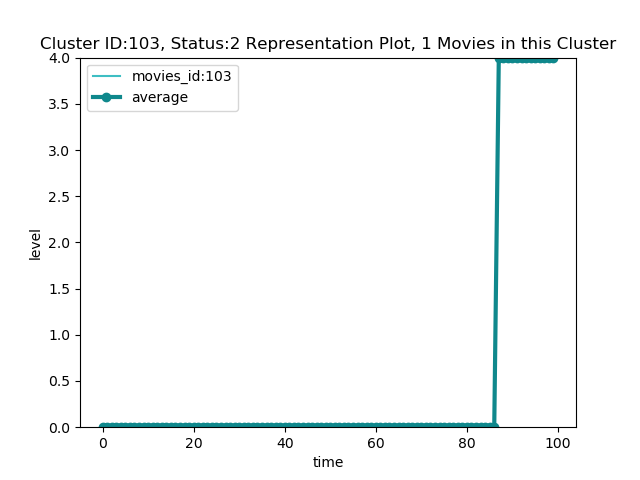 Cluster ID:103, Status:2 Representation Plot, 1 Movies in this Cluster
movies_id:103
average
4.0
3.5
3.0
2.5
2.0
1.5
1.0
0.5
0.0
level
0 20 40 60 80 100
time